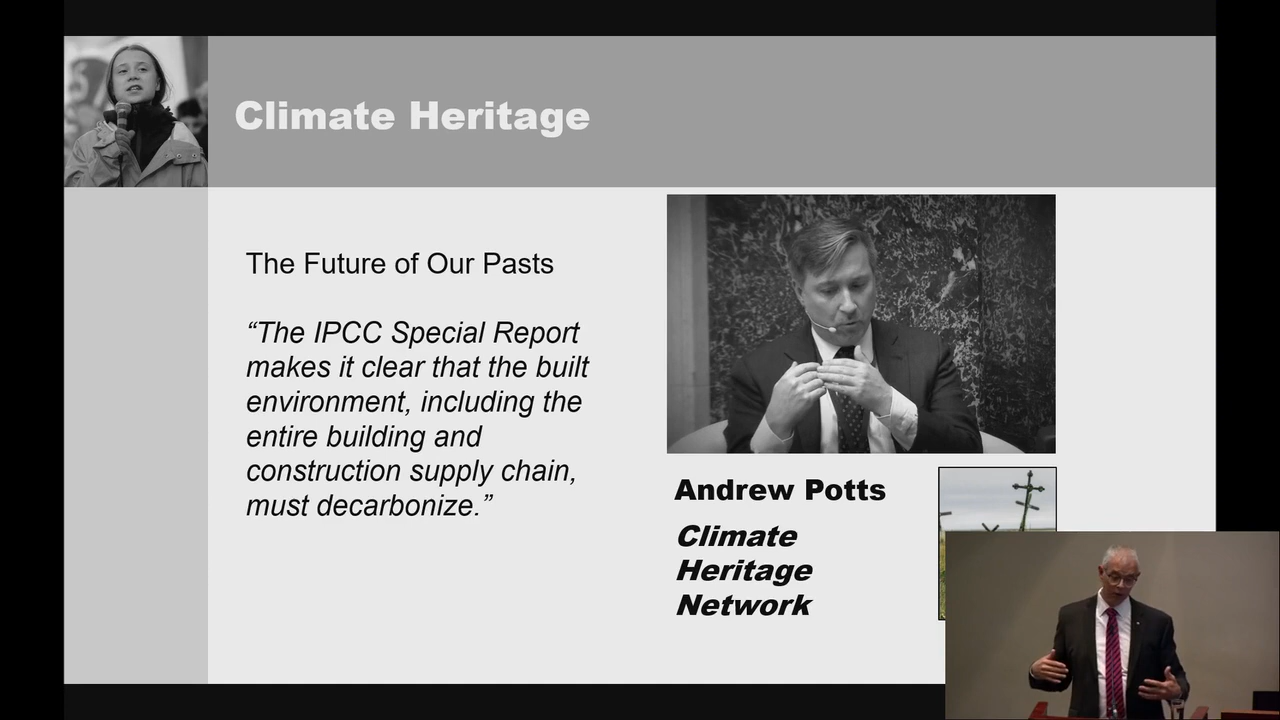 Climate Heritage
The Future of Our Pasts
“The IPCC Special Report
makes it clear that the built
environment, including the
entire building and
construction supply chain,
must decarbonize.”
Andrew Potts
Climate
Heritage
Network